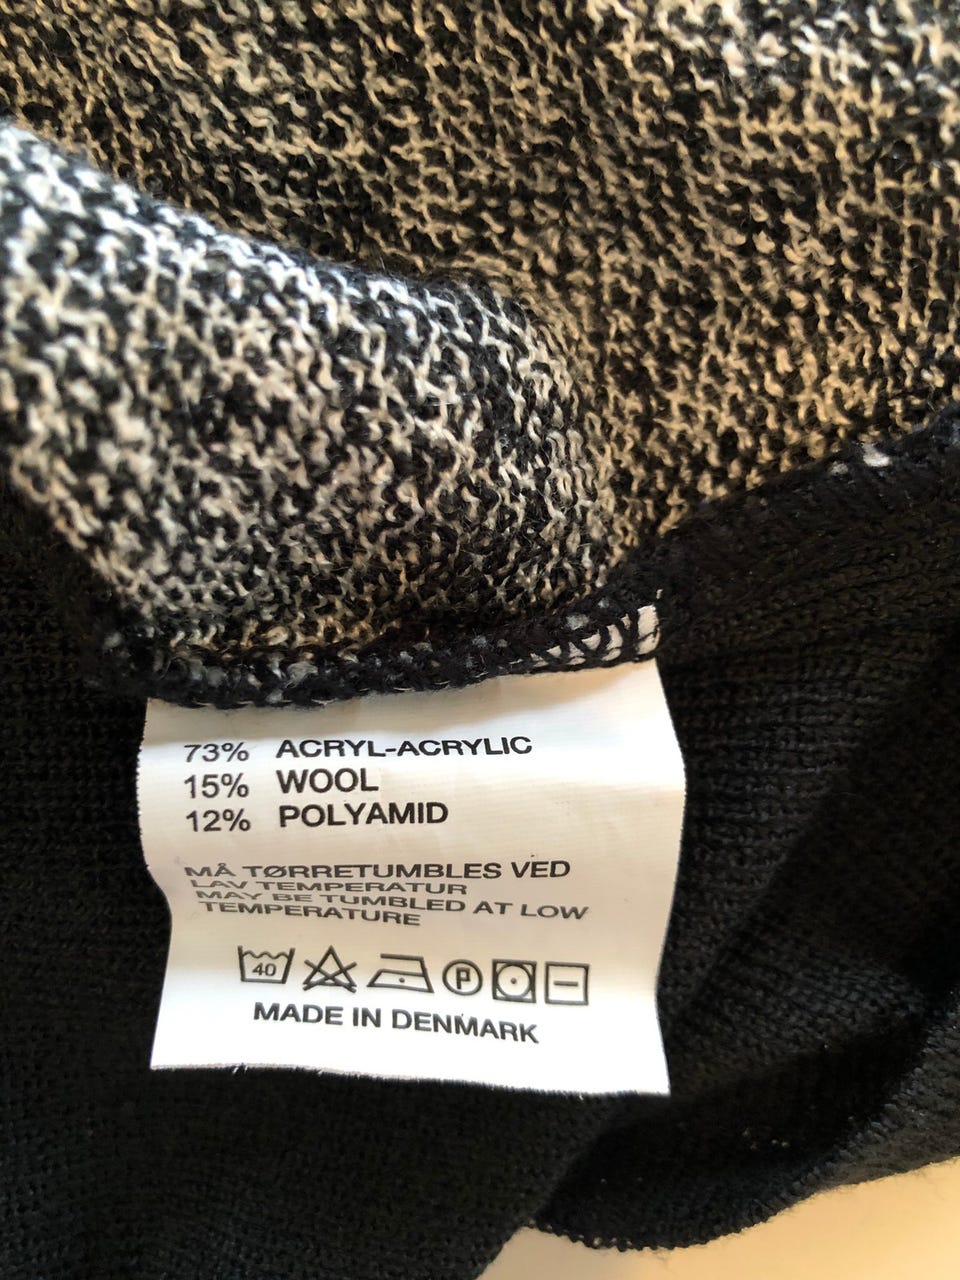 73% ACRYL-ACRYLIC
15% WOOL
12% POLYAMID
MÅ TØRRETUMBLES VED
LAV TEMPERATUR
MAY BE TUMBLED AT LOW
TEMPERATURE
40 P
MADE IN DENMARK